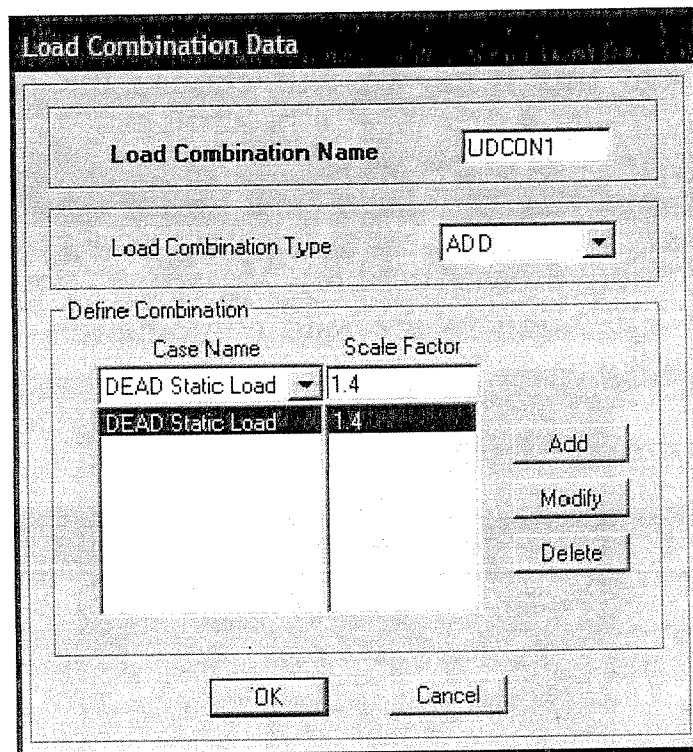 Load Combination Data
Load Combination Name UDCON1
Load Combination Type ADD
Define Combination
Case Name Scale Factor
DEAD Static Load 1.4
DEAD Static Load 1.4
Add
Modify
Delete
OK Cancel